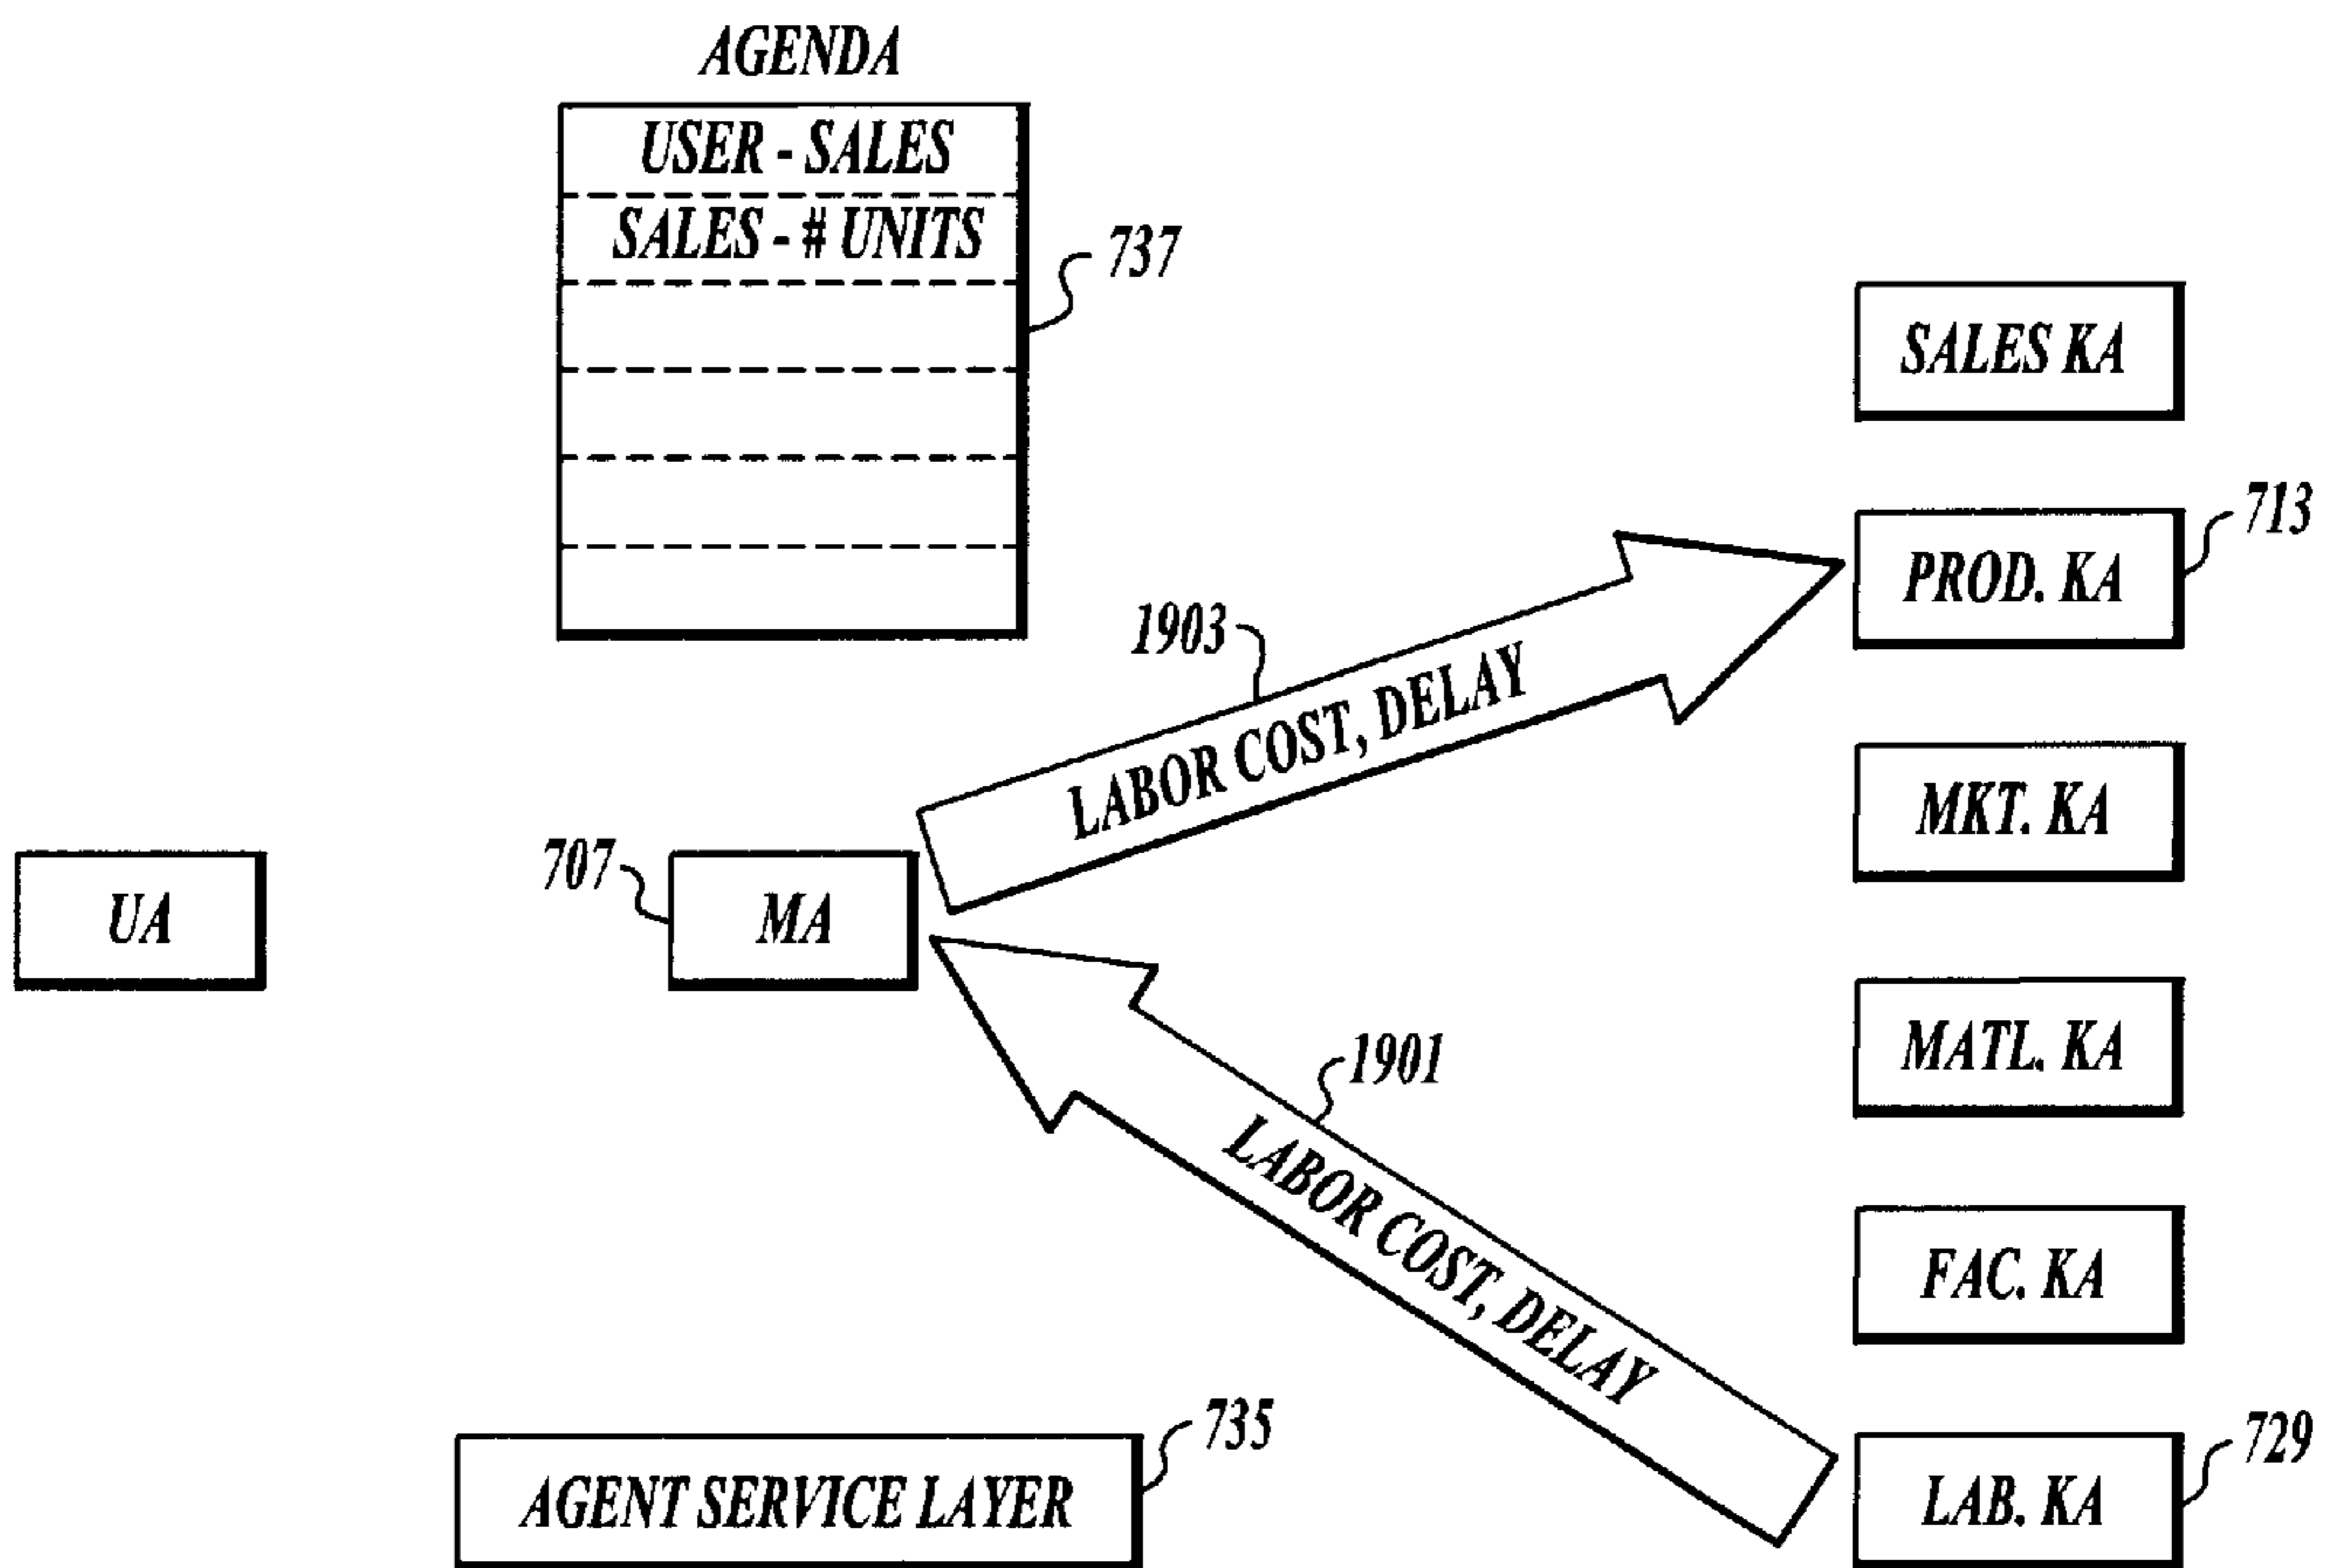 AGENDA
USER - SALES
SALES - # UNITS
737
SALES KA
713
PROD. KA
1903
LABOR COST, DELAY
MKT. KA
707
UA
MA
MATL. KA
1901
LABOR COST, DELAY
FAC. KA
735
729
AGENT SERVICE LAYER
LAB. KA